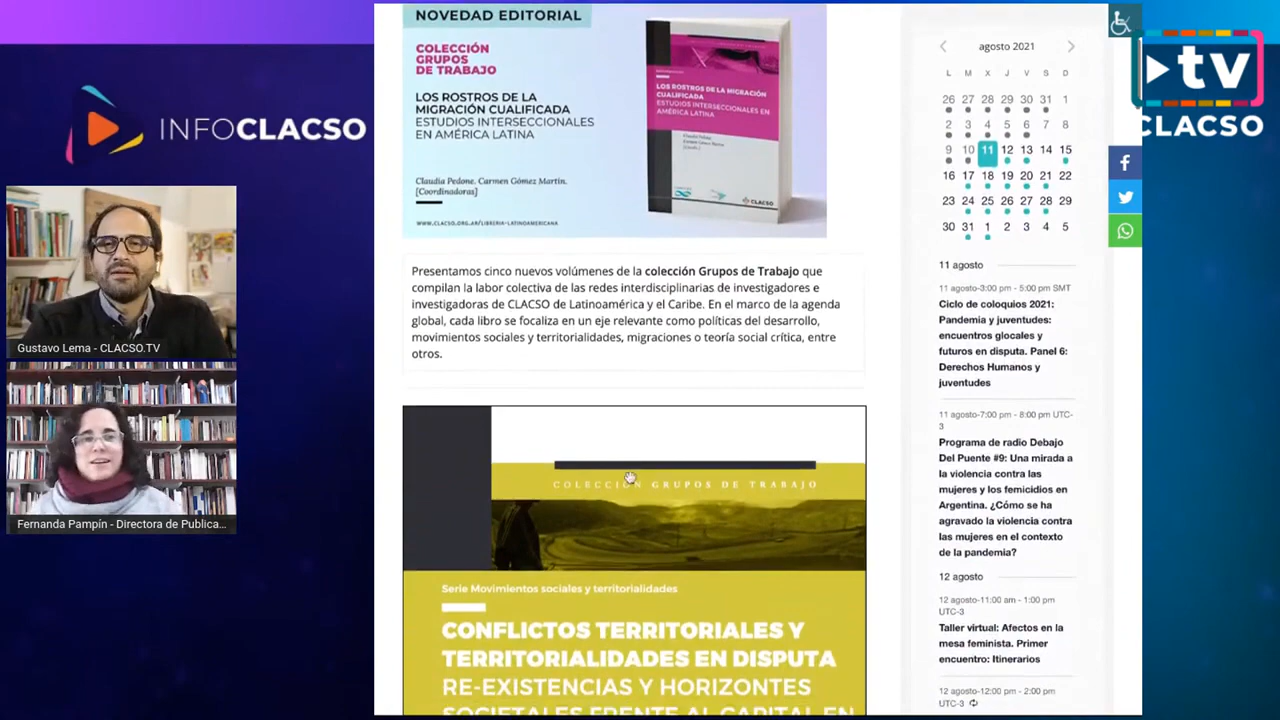 INFOCLACSO
Gustavo Lema - CLACSO.TV
Fernanda Pampín - Directora de Publica...
NOVEDAD EDITORIAL
COLECCIÓN
GRUPOS
DE TRABAJO
LOS ROSTROS DE LA
MIGRACIÓN CUALIFICADA
ESTUDIOS INTERSECCIONALES
EN AMÉRICA LATINA
Claudia Pedone. Carmen Gómez Martín.
[Coordinadoras]
WWW.CLACSO.ORG.AR/LIBRERIA-LATINOAMERICANA
LOS ROSTROS DE LA MIGRACIÓN
CUALIFICADA
ESTUDIOS INTERSECCIONALES EN
AMÉRICA LATINA
CLACSO
Presentamos cinco nuevos volúmenes de la colección Grupos de Trabajo que
compilan la labor colectiva de las redes interdisciplinarias de investigadores e
investigadoras de CLACSO de Latinoamérica y el Caribe. En el marco de la agenda
global, cada libro se focaliza en un eje relevante como políticas del desarrollo,
movimientos sociales y territorialidades, migraciones o teoría social crítica, entre
otros.
COLECCIÓN GRUPOS DE TRABAJO
Serie Movimientos sociales y territorialidades
CONFLICTOS TERRITORIALES Y
TERRITORIALIDADES EN DISPUTA
RE-EXISTENCIAS Y HORIZONTES
SOCIETALES FRENTE AL CAPITAL EN
agosto 2021
L M X J V S D
26 27 28 29 30 31 1
2 3 4 5 6 7 8
9 10 11 12 13 14 15
16 17 18 19 20 21 22
23 24 25 26 27 28 29
30 31 1 2 3 4 5
11 agosto
11 agosto-3:00 pm - 5:00 pm SMT
Ciclo de coloquios 2021:
Pandemia y juventudes:
encuentros glocales y
futuros en disputa. Panel 6:
Derechos Humanos y
juventudes
11 agosto-7:00 pm - 8:00 pm UTC-
3
Programa de radio Debajo
Del Puente #9: Una mirada a
la violencia contra las
mujeres y los femicidios en
Argentina. ¿Cómo se ha
agravado la violencia contra
las mujeres en el contexto
de la pandemia?
12 agosto
12 agosto-11:00 am - 1:00 pm
UTC-3
Taller virtual: Afectos en la
mesa feminista. Primer
encuentro: Itinerarios
12 agosto-12:00 pm - 2:00 pm
UTC-3
tv
CLACSO